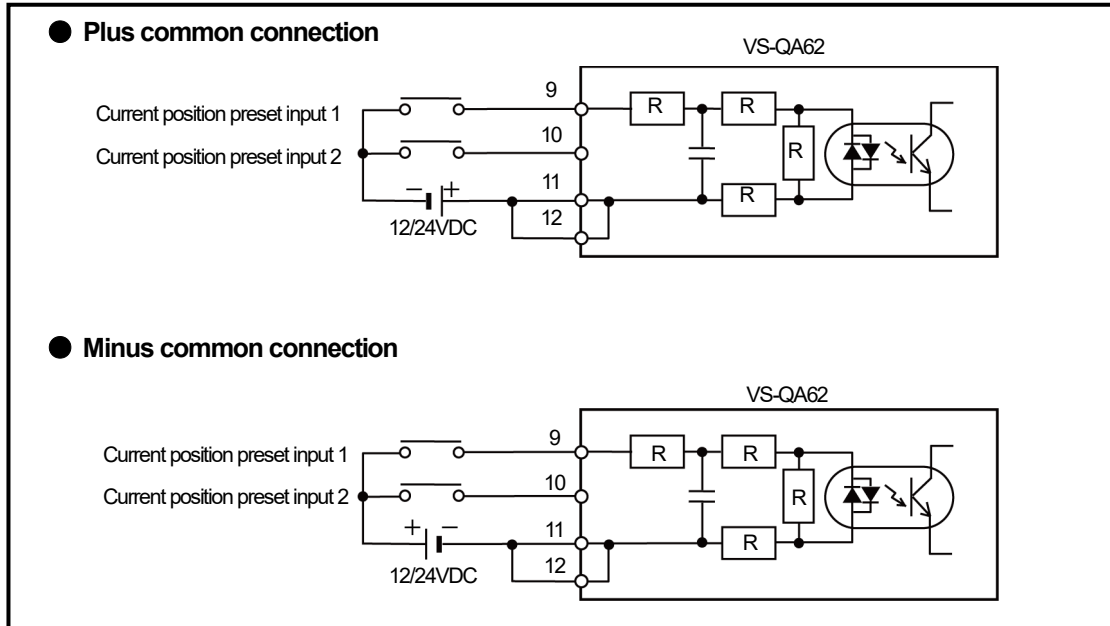 ● Plus common connection
VS-QA62
9
Current position preset input 1
R R
10
Current position preset input 2
R
11
− +
R
12/24VDC
12
● Minus common connection
VS-QA62
9
Current position preset input 1
R R
10
Current position preset input 2
R
+ −
11
R
12/24VDC
12